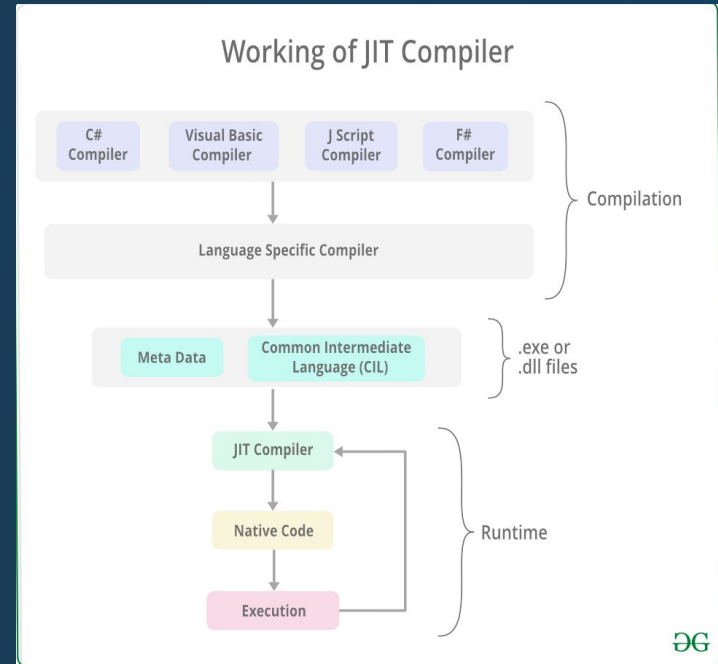 Working of JIT Compiler
C# Compiler
Visual Basic Compiler
J Script Compiler
F# Compiler
Compilation
Language Specific Compiler
Meta Data
Common Intermediate Language (CIL)
.exe or .dll files
JIT Compiler
Native Code
Runtime
Execution